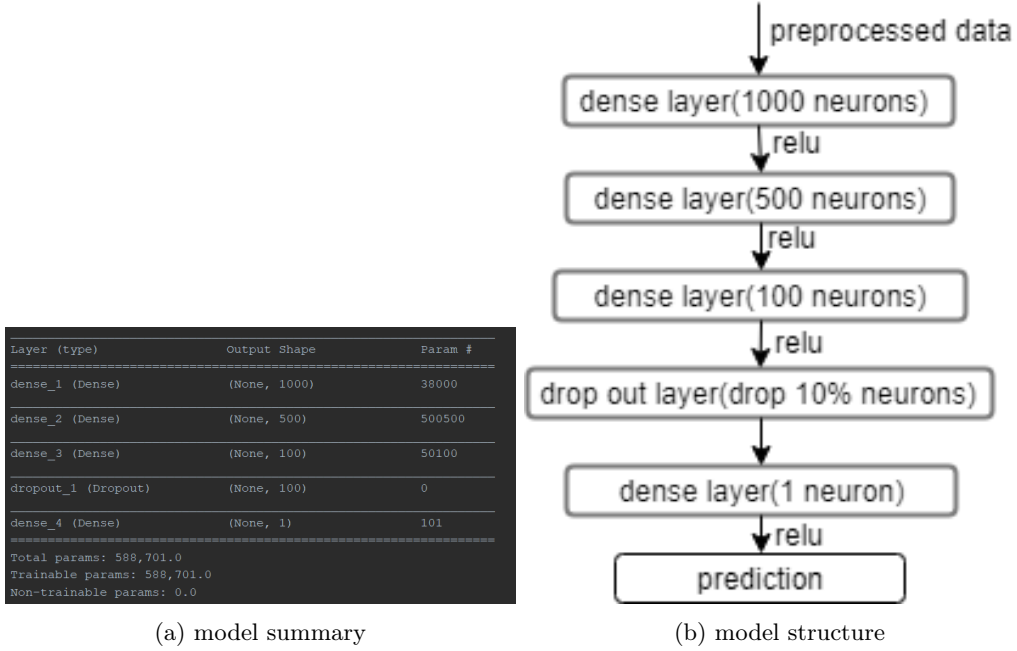 Layer (type) Output Shape Param #
dense_1 (Dense) (None, 1000) 38000
dense_2 (Dense) (None, 500) 500500
dense_3 (Dense) (None, 100) 50100
dropout_1 (Dropout) (None, 100) 0
dense_4 (Dense) (None, 1) 101
Total params: 588,701.0
Trainable params: 588,701.0
Non-trainable params: 0.0
(a) model summary
preprocessed data
dense layer(1000 neurons)
relu
dense layer(500 neurons)
relu
dense layer(100 neurons)
relu
drop out layer(drop 10% neurons)
dense layer(1 neuron)
relu
prediction
(b) model structure